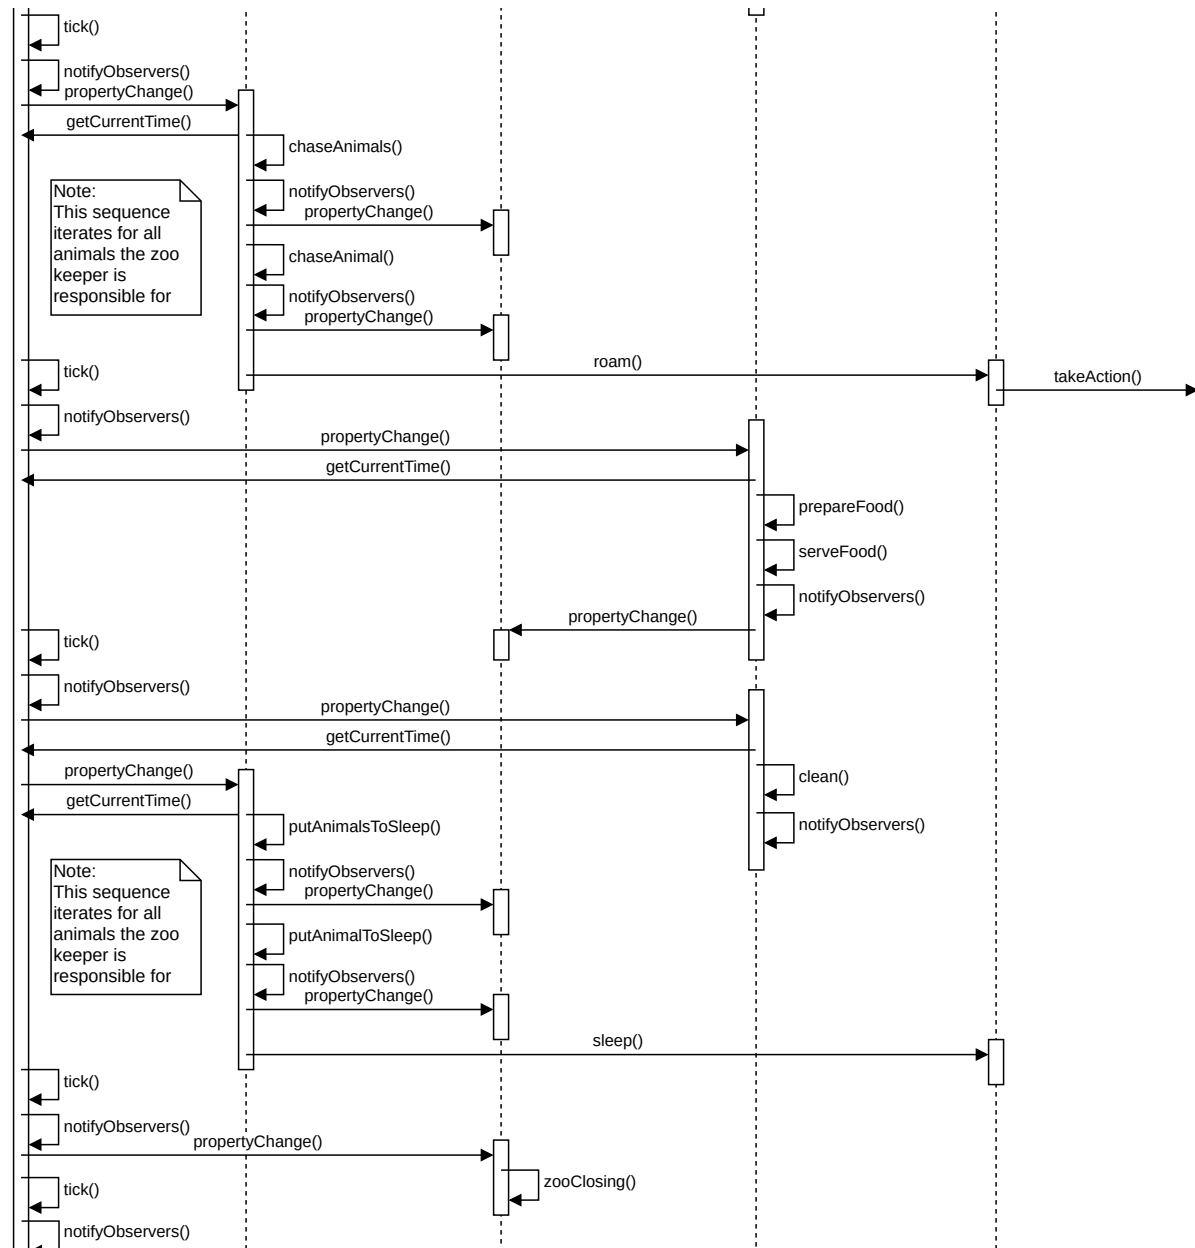 tick()
notifyObservers()
propertyChange()
getCurrentTime()
chaseAnimals()
Note:
This sequence
iterates for all
animals the zoo
keeper is
responsible for
notifyObservers()
propertyChange()
chaseAnimal()
notifyObservers()
propertyChange()
roam()
tick()
takeAction()
notifyObservers()
propertyChange()
getCurrentTime()
prepareFood()
serveFood()
notifyObservers()
propertyChange()
tick()
notifyObservers()
propertyChange()
getCurrentTime()
propertyChange()
clean()
getCurrentTime()
notifyObservers()
putAnimalsToSleep()
Note:
This sequence
iterates for all
animals the zoo
keeper is
responsible for
notifyObservers()
propertyChange()
putAnimalToSleep()
notifyObservers()
propertyChange()
sleep()
tick()
notifyObservers()
propertyChange()
zooClosing()
tick()
notifyObservers()